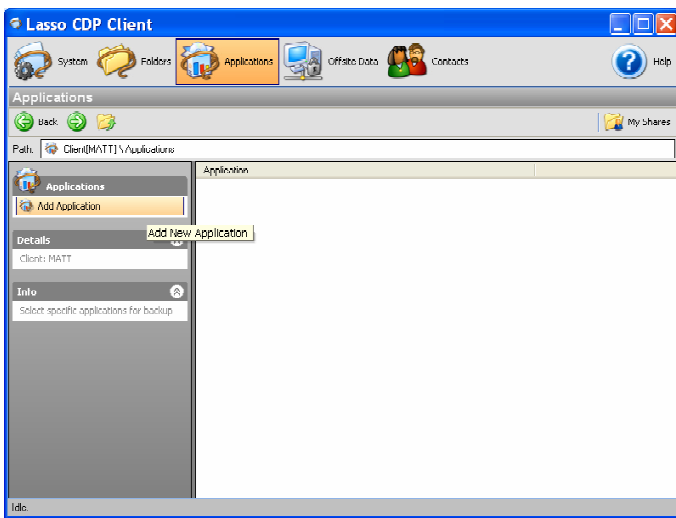 Lasso CDP Client
System Folders Applications Offsite Data Contacts Help
Applications
Back My Shares
Path: Client[MATT] \ Applications
Applications
Application
Add Application
Add New Application
Details
Client: MATT
Info
Select specific applications for backup
Idle.